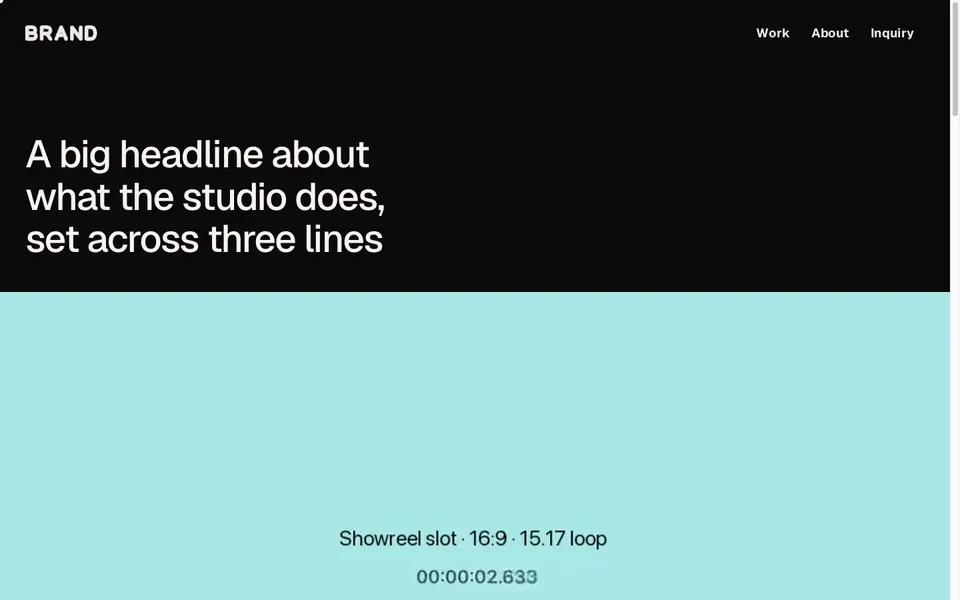 BRAND
Work About Inquiry
A big headline about
what the studio does,
set across three lines
Showreel slot · 16:9 · 15.17 loop
00:00:02.633